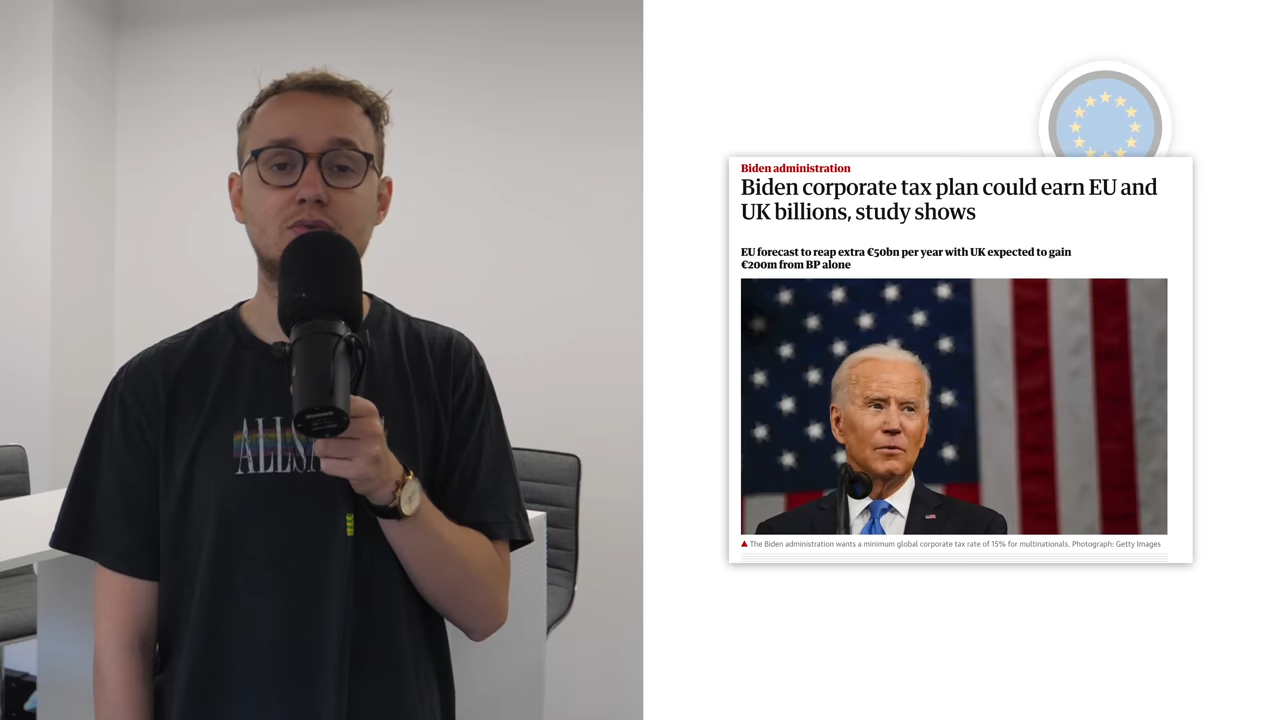 ALLSA
Biden administration
Biden corporate tax plan could earn EU and
UK billions, study shows
EU forecast to reap extra €50bn per year with UK expected to gain
€200m from BP alone
The Biden administration wants a minimum global corporate tax rate of 15% for multinationals. Photograph: Getty Images